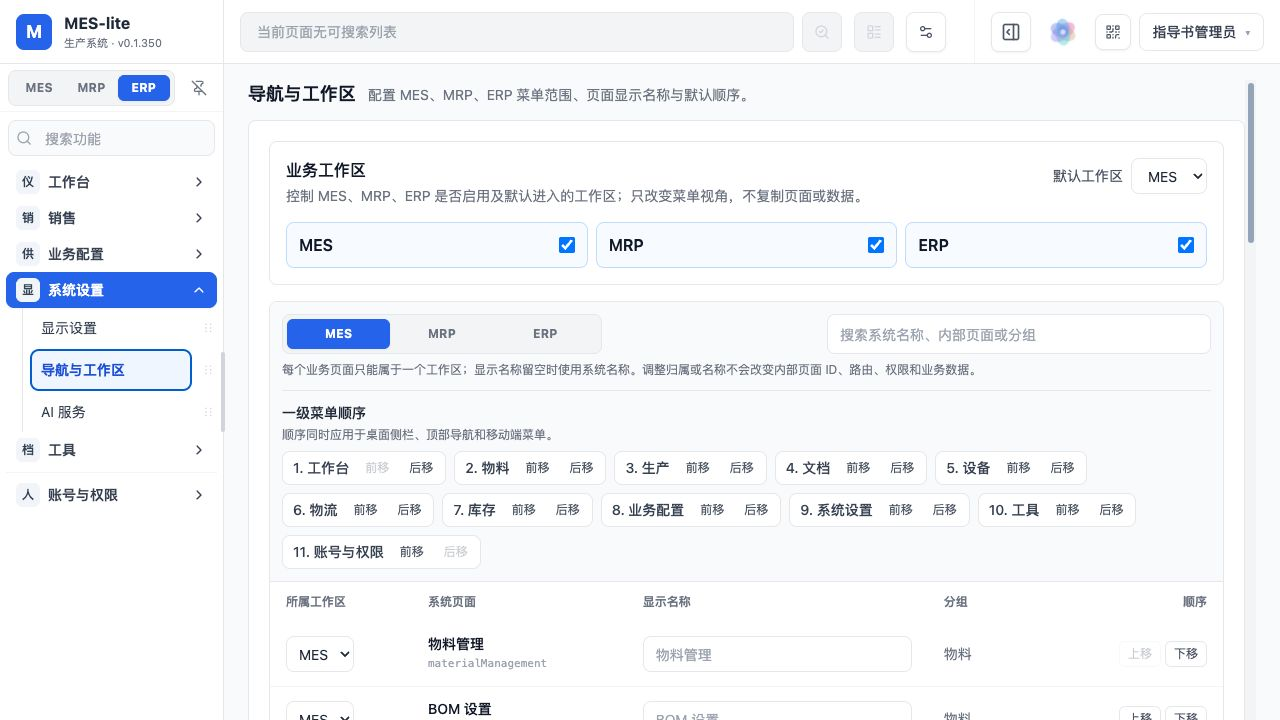 M
MES-lite
生产系统 · v0.1.350
当前页面无可搜索列表
指导书管理员
MES MRP ERP
搜索功能
仪 工作台
销 销售
供 业务配置
显 系统设置
显示设置
导航与工作区
AI 服务
档 工具
人 账号与权限
导航与工作区 配置 MES、MRP、ERP 菜单范围、页面显示名称与默认顺序。
业务工作区
控制 MES、MRP、ERP 是否启用及默认进入的工作区；只改变菜单视角，不复制页面或数据。
默认工作区 MES
MES MRP ERP
MES MRP ERP
搜索系统名称、内部页面或分组
每个业务页面只能属于一个工作区；显示名称留空时使用系统名称。调整归属或名称不会改变内部页面 ID、路由、权限和业务数据。
一级菜单顺序
顺序同时应用于桌面侧栏、顶部导航和移动端菜单。
1. 工作台 前移 后移 2. 物料 前移 后移 3. 生产 前移 后移 4. 文档 前移 后移 5. 设备 前移 后移
6. 物流 前移 后移 7. 库存 前移 后移 8. 业务配置 前移 后移 9. 系统设置 前移 后移 10. 工具 前移 后移
11. 账号与权限 前移 后移
所属工作区 系统页面 显示名称 分组 顺序
MES 物料管理 物料管理 物料 上移 下移
materialManagement
MES BOM 设置 BOM 设置 物料 上移 下移